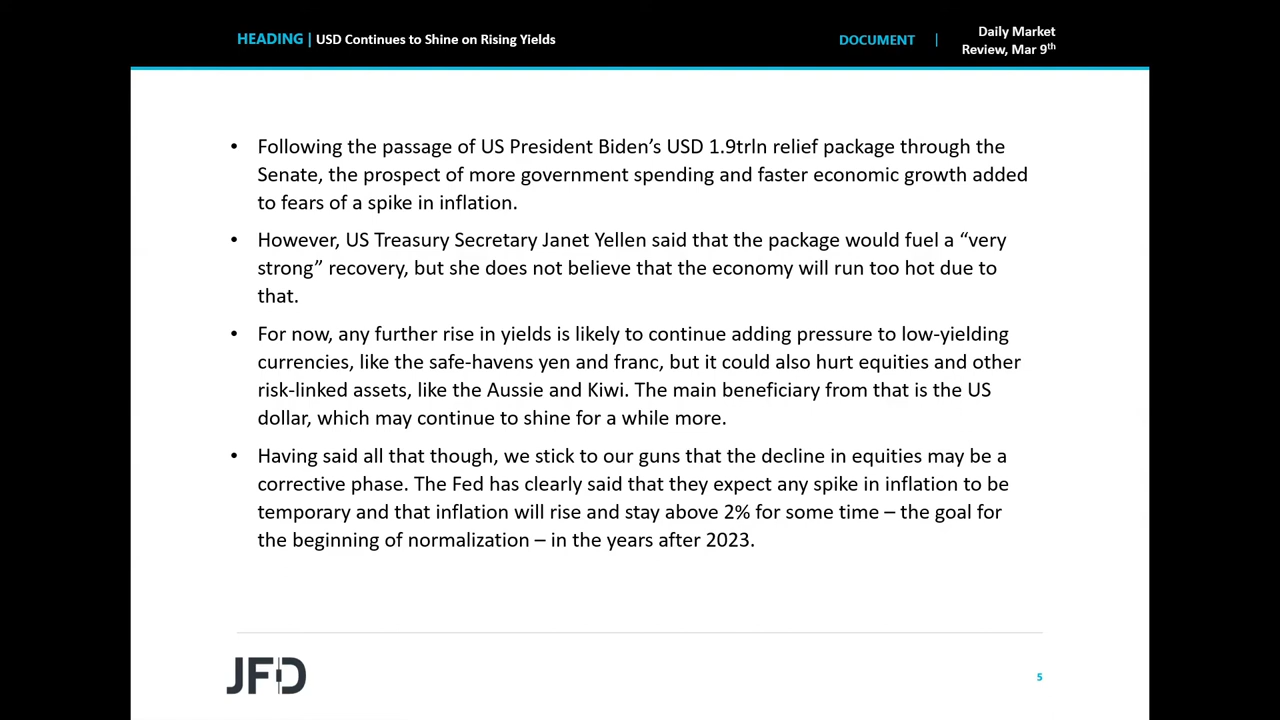 HEADING | USD Continues to Shine on Rising Yields
DOCUMENT |
Daily Market
Review, Mar 9th
• Following the passage of US President Biden’s USD 1.9trln relief package through the
Senate, the prospect of more government spending and faster economic growth added
to fears of a spike in inflation.
• However, US Treasury Secretary Janet Yellen said that the package would fuel a “very
strong” recovery, but she does not believe that the economy will run too hot due to
that.
• For now, any further rise in yields is likely to continue adding pressure to low-yielding
currencies, like the safe-havens yen and franc, but it could also hurt equities and other
risk-linked assets, like the Aussie and Kiwi. The main beneficiary from that is the US
dollar, which may continue to shine for a while more.
• Having said all that though, we stick to our guns that the decline in equities may be a
corrective phase. The Fed has clearly said that they expect any spike in inflation to be
temporary and that inflation will rise and stay above 2% for some time – the goal for
the beginning of normalization – in the years after 2023.
JFD
5